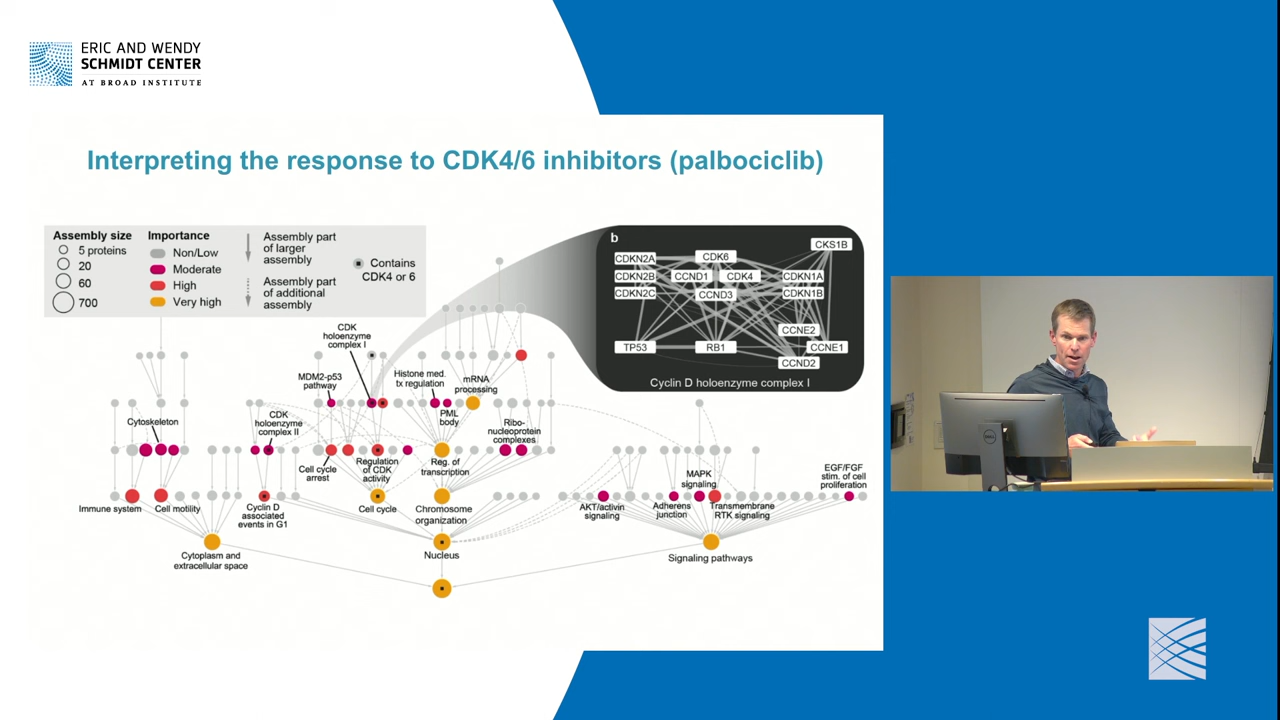 ERIC AND WENDY
SCHMIDT CENTER
AT BROAD INSTITUTE
Interpreting the response to CDK4/6 inhibitors (palbociclib)
Assembly size
5 proteins
20
60
700
Importance
Non/Low
Moderate
High
Very high
Assembly part
of larger
assembly
Assembly part
of additional
assembly
Contains
CDK4 or 6
b
CKS1B
CDKN2A
CDK6
CDKN2B
CCND1
CDK4
CDKN1A
CDKN2C
CCND3
CDKN1B
CCNE2
TP53
RB1
CCNE1
CCND2
Cyclin D holoenzyme complex I
CDK
holoenzyme
complex I
MDM2-p53
pathway
Histone med.
tx regulation
mRNA
processing
Cytoskeleton
CDK
holoenzyme
complex II
PML
body
Ribo-
nucleoprotein
complexes
Cell cycle
arrest
Regulation
of CDK
activity
Reg. of
transcription
MAPK
signaling
EGF/FGF
stim. of cell
proliferation
Immune system
Cell motility
Cyclin D
associated
events in G1
Cell cycle
Chromosome
organization
AKT/activin
signaling
Adherens
junction
Transmembrane
RTK signaling
Cytoplasm and
extracellular space
Nucleus
Signaling pathways
DELL